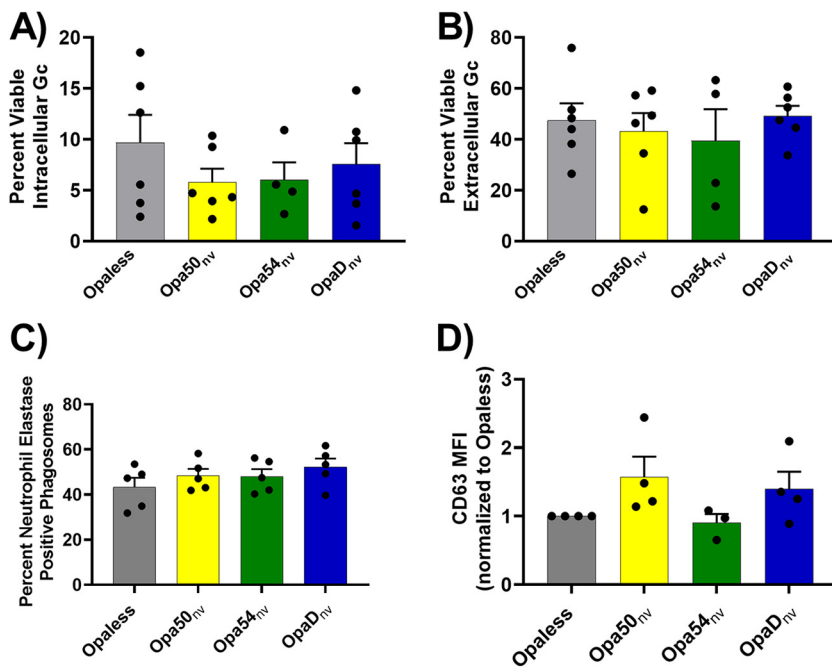 A)
Percent Viable
Intracellular Gc
20
15
10
5
0
Opaless
Opa50nv
Opa54nv
OpaDnv
B)
Percent Viable
Extracellular Gc
80
60
40
20
0
Opaless
Opa50nv
Opa54nv
OpaDnv
C)
Percent Neutrophil Elastase
Positive Phagosomes
80
60
40
20
0
Opaless
Opa50nv
Opa54nv
OpaDnv
D)
CD63 MFI
(normalized to Opaless)
3
2
1
0
Opaless
Opa50nv
Opa54nv
OpaDnv